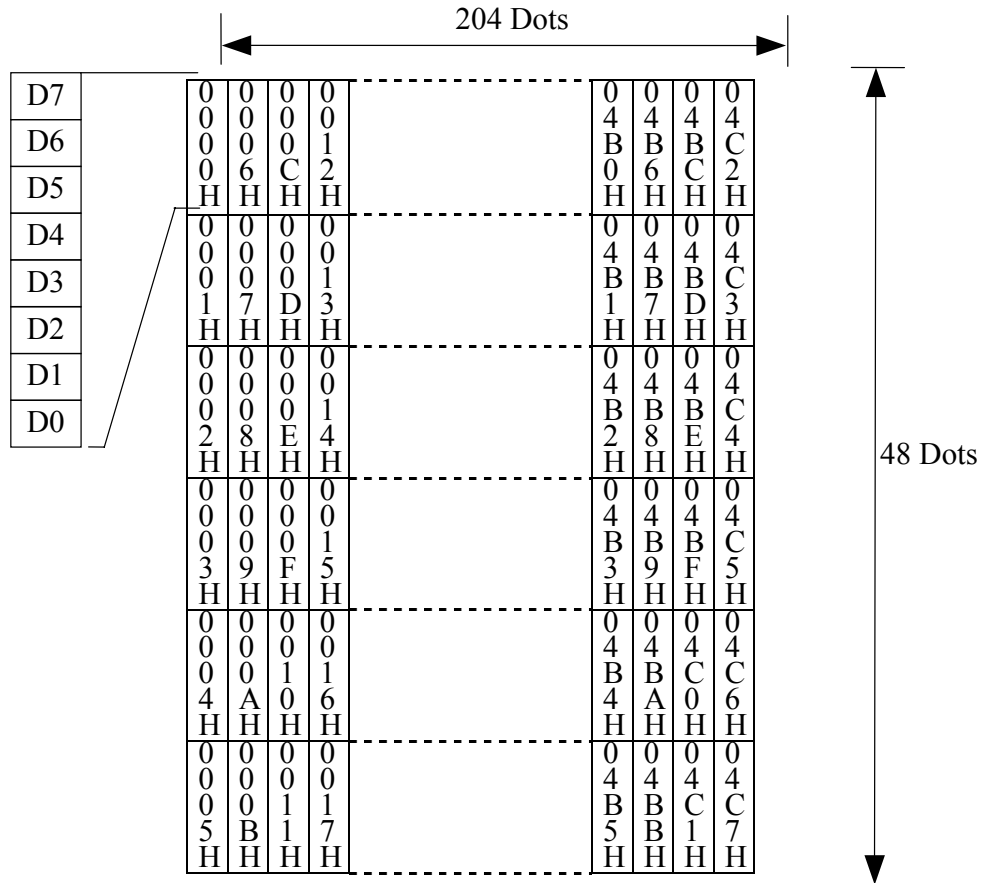 204 Dots
D7
D6
D5
D4
D3
D2
D1
D0
0000H 0006H 000CH 0012H 04B0H 04B6H 04BCH 04C2H
0001H 0007H 000DH 0013H 04B1H 04B7H 04BDH 04C3H
0002H 0008H 000EH 0014H 04B2H 04B8H 04BEH 04C4H
0003H 0009H 000FH 0015H 04B3H 04B9H 04BFH 04C5H
0004H 000AH 0010H 0016H 04B4H 04BAH 04C0H 04C6H
0005H 000BH 0011H 0017H 04B5H 04BBH 04C1H 04C7H
48 Dots